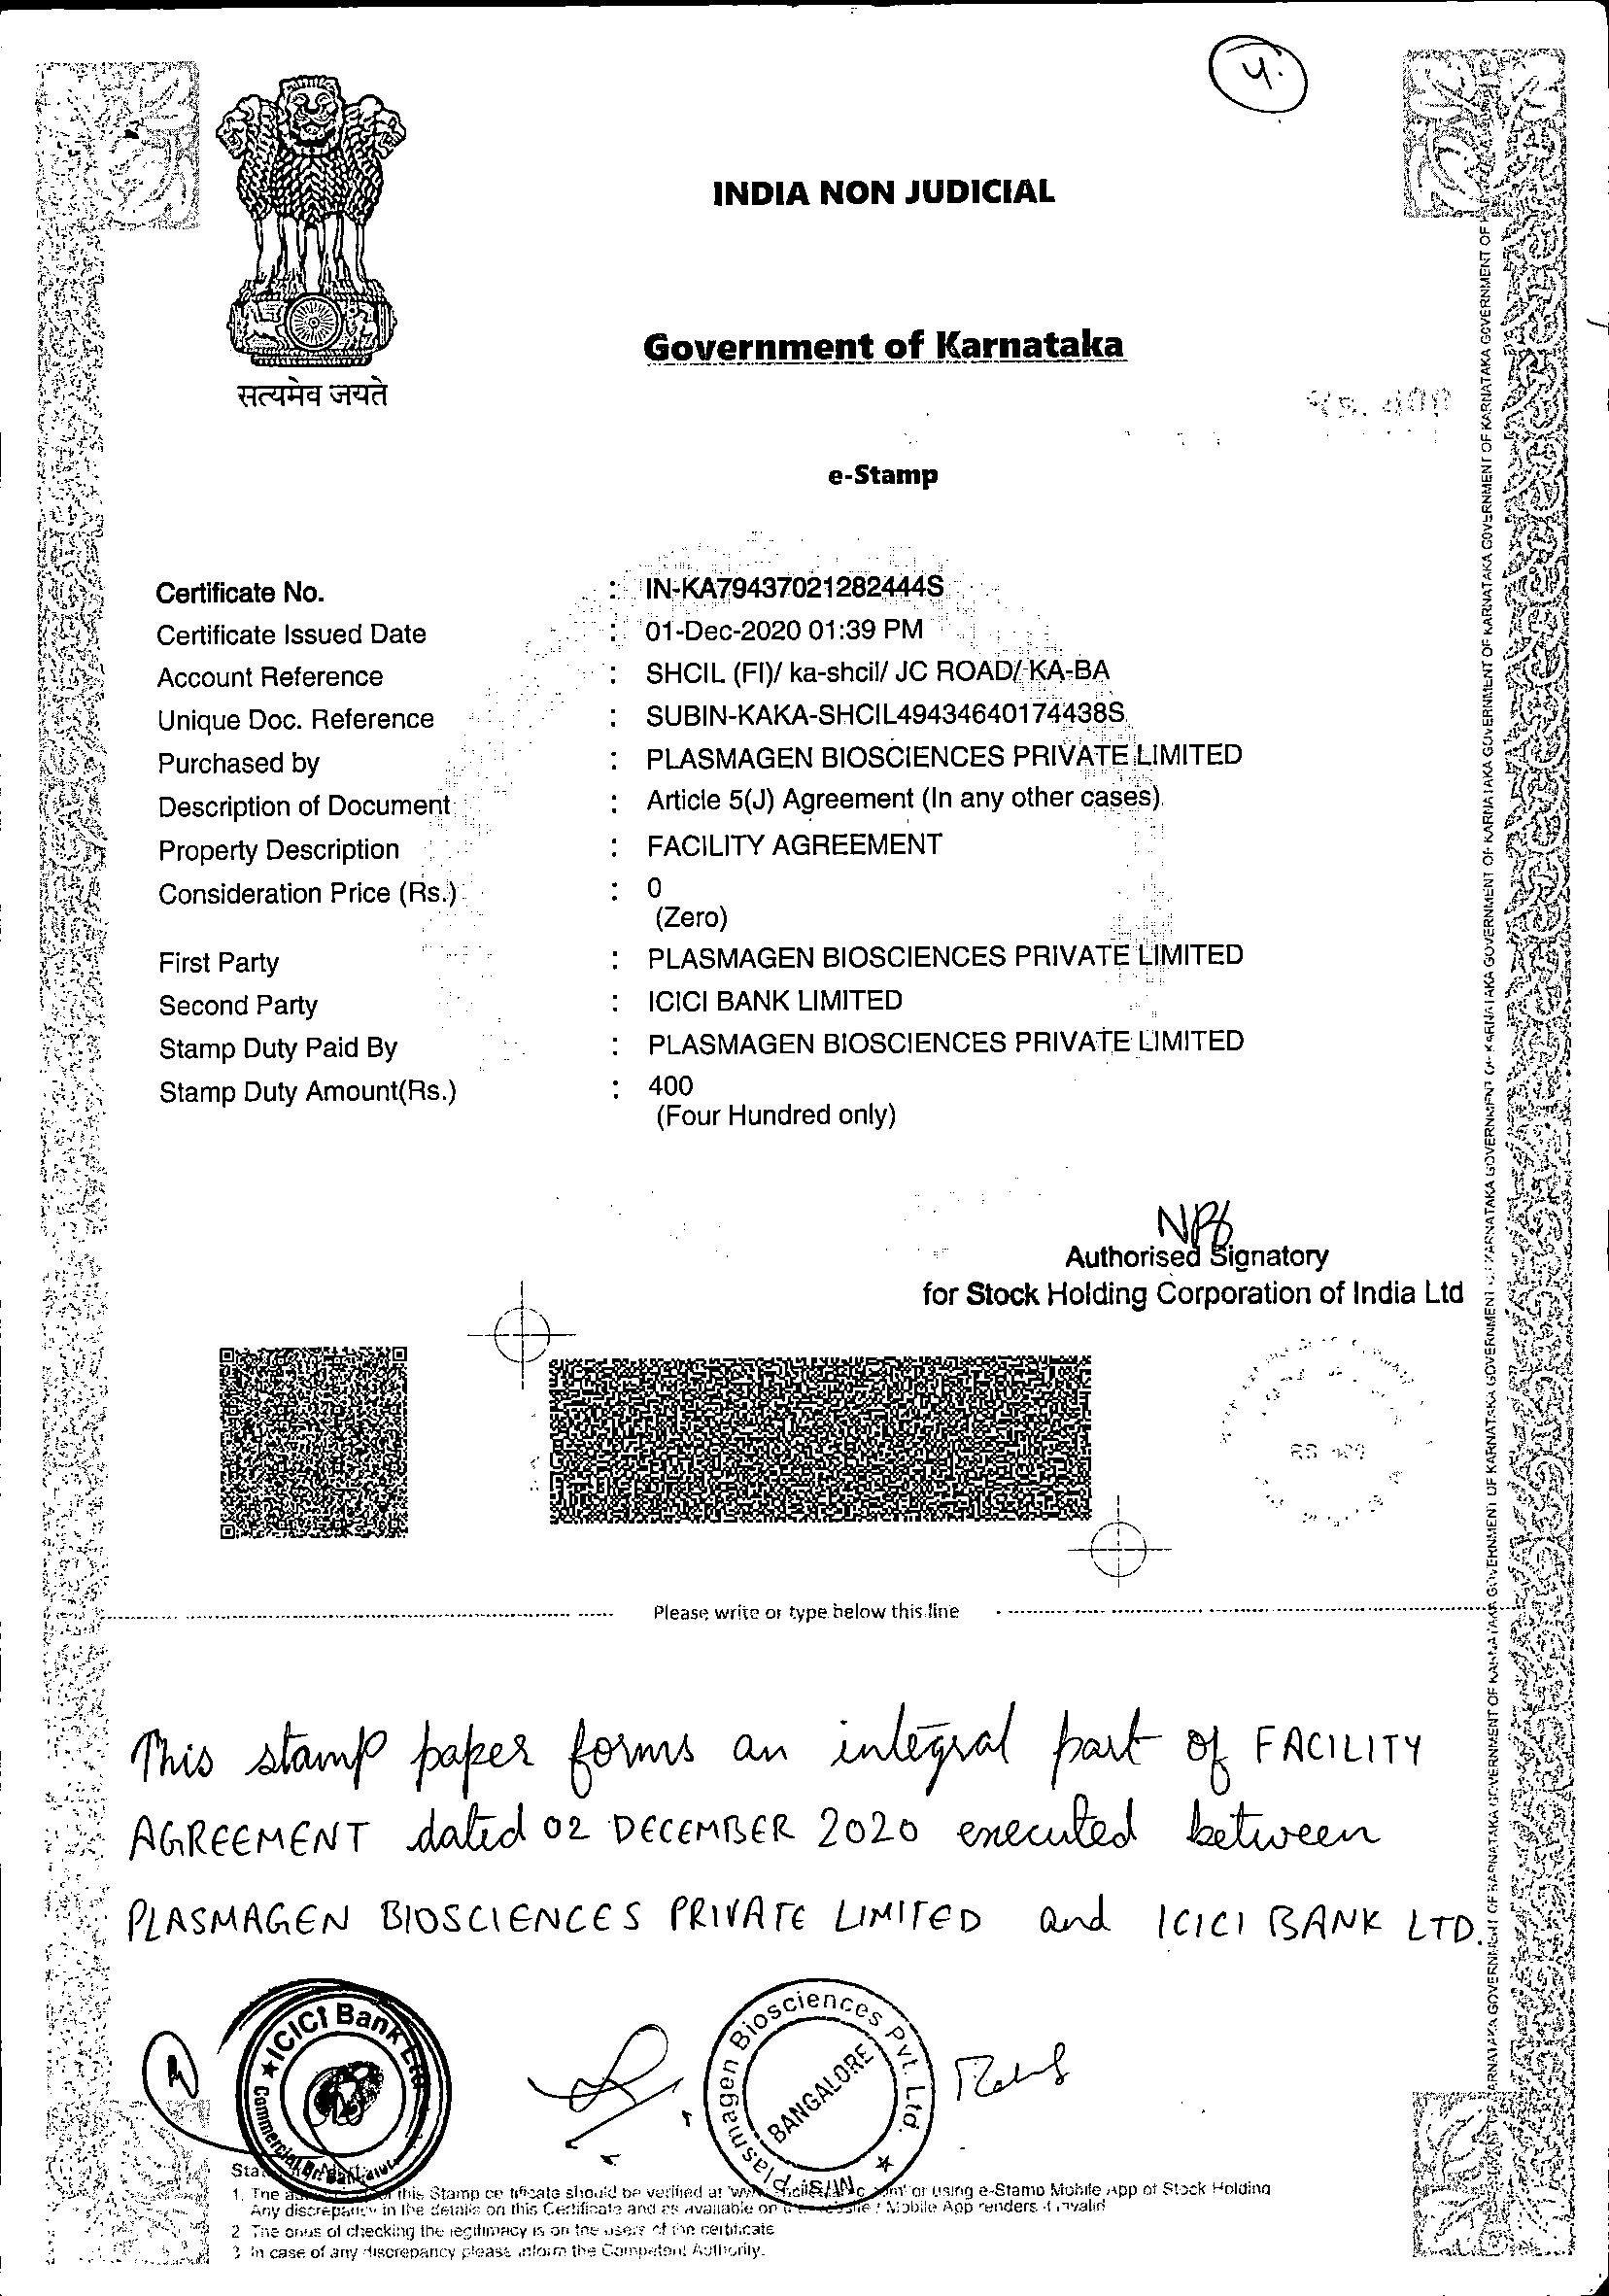 4.
INDIA NON JUDICIAL
Government of Karnataka
सत्यमेव जयते
Rs. 400
e-Stamp
Certificate No. : IN-KA79437021282444S
Certificate Issued Date : 01-Dec-2020 01:39 PM
Account Reference : SHCIL (FI)/ ka-shcil/ JC ROAD/ KA-BA
Unique Doc. Reference : SUBIN-KAKA-SHCIL49434640174438S
Purchased by : PLASMAGEN BIOSCIENCES PRIVATE LIMITED
Description of Document : Article 5(J) Agreement (In any other cases)
Property Description : FACILITY AGREEMENT
Consideration Price (Rs.) : 0
(Zero)
First Party : PLASMAGEN BIOSCIENCES PRIVATE LIMITED
Second Party : ICICI BANK LIMITED
Stamp Duty Paid By : PLASMAGEN BIOSCIENCES PRIVATE LIMITED
Stamp Duty Amount(Rs.) : 400
(Four Hundred only)
Authorised Signatory
for Stock Holding Corporation of India Ltd
Please write or type below this line
This stamp paper forms an integral part of FACILITY
AGREEMENT dated 02 DECEMBER 2020 executed between
PLASMAGEN BIOSCIENCES PRIVATE LIMITED and ICICI BANK LTD.
ICICI Bank Ltd
Plasmagen Biosciences Pvt. Ltd.
BANGALORE
1. The this Stamp certificate should be verified at or using e-Stamp Mobile App of Stock Holding
Any discrepancy in the details on this Certificate and as available on the website / Mobile App renders it invalid
2 The onus of checking the legitimacy is on the users of the certificate
3 In case of any discrepancy please inform the Competent Authority.
GOVERNMENT OF KARNATAKA GOVERNMENT OF KARNATAKA GOVERNMENT OF KARNATAKA